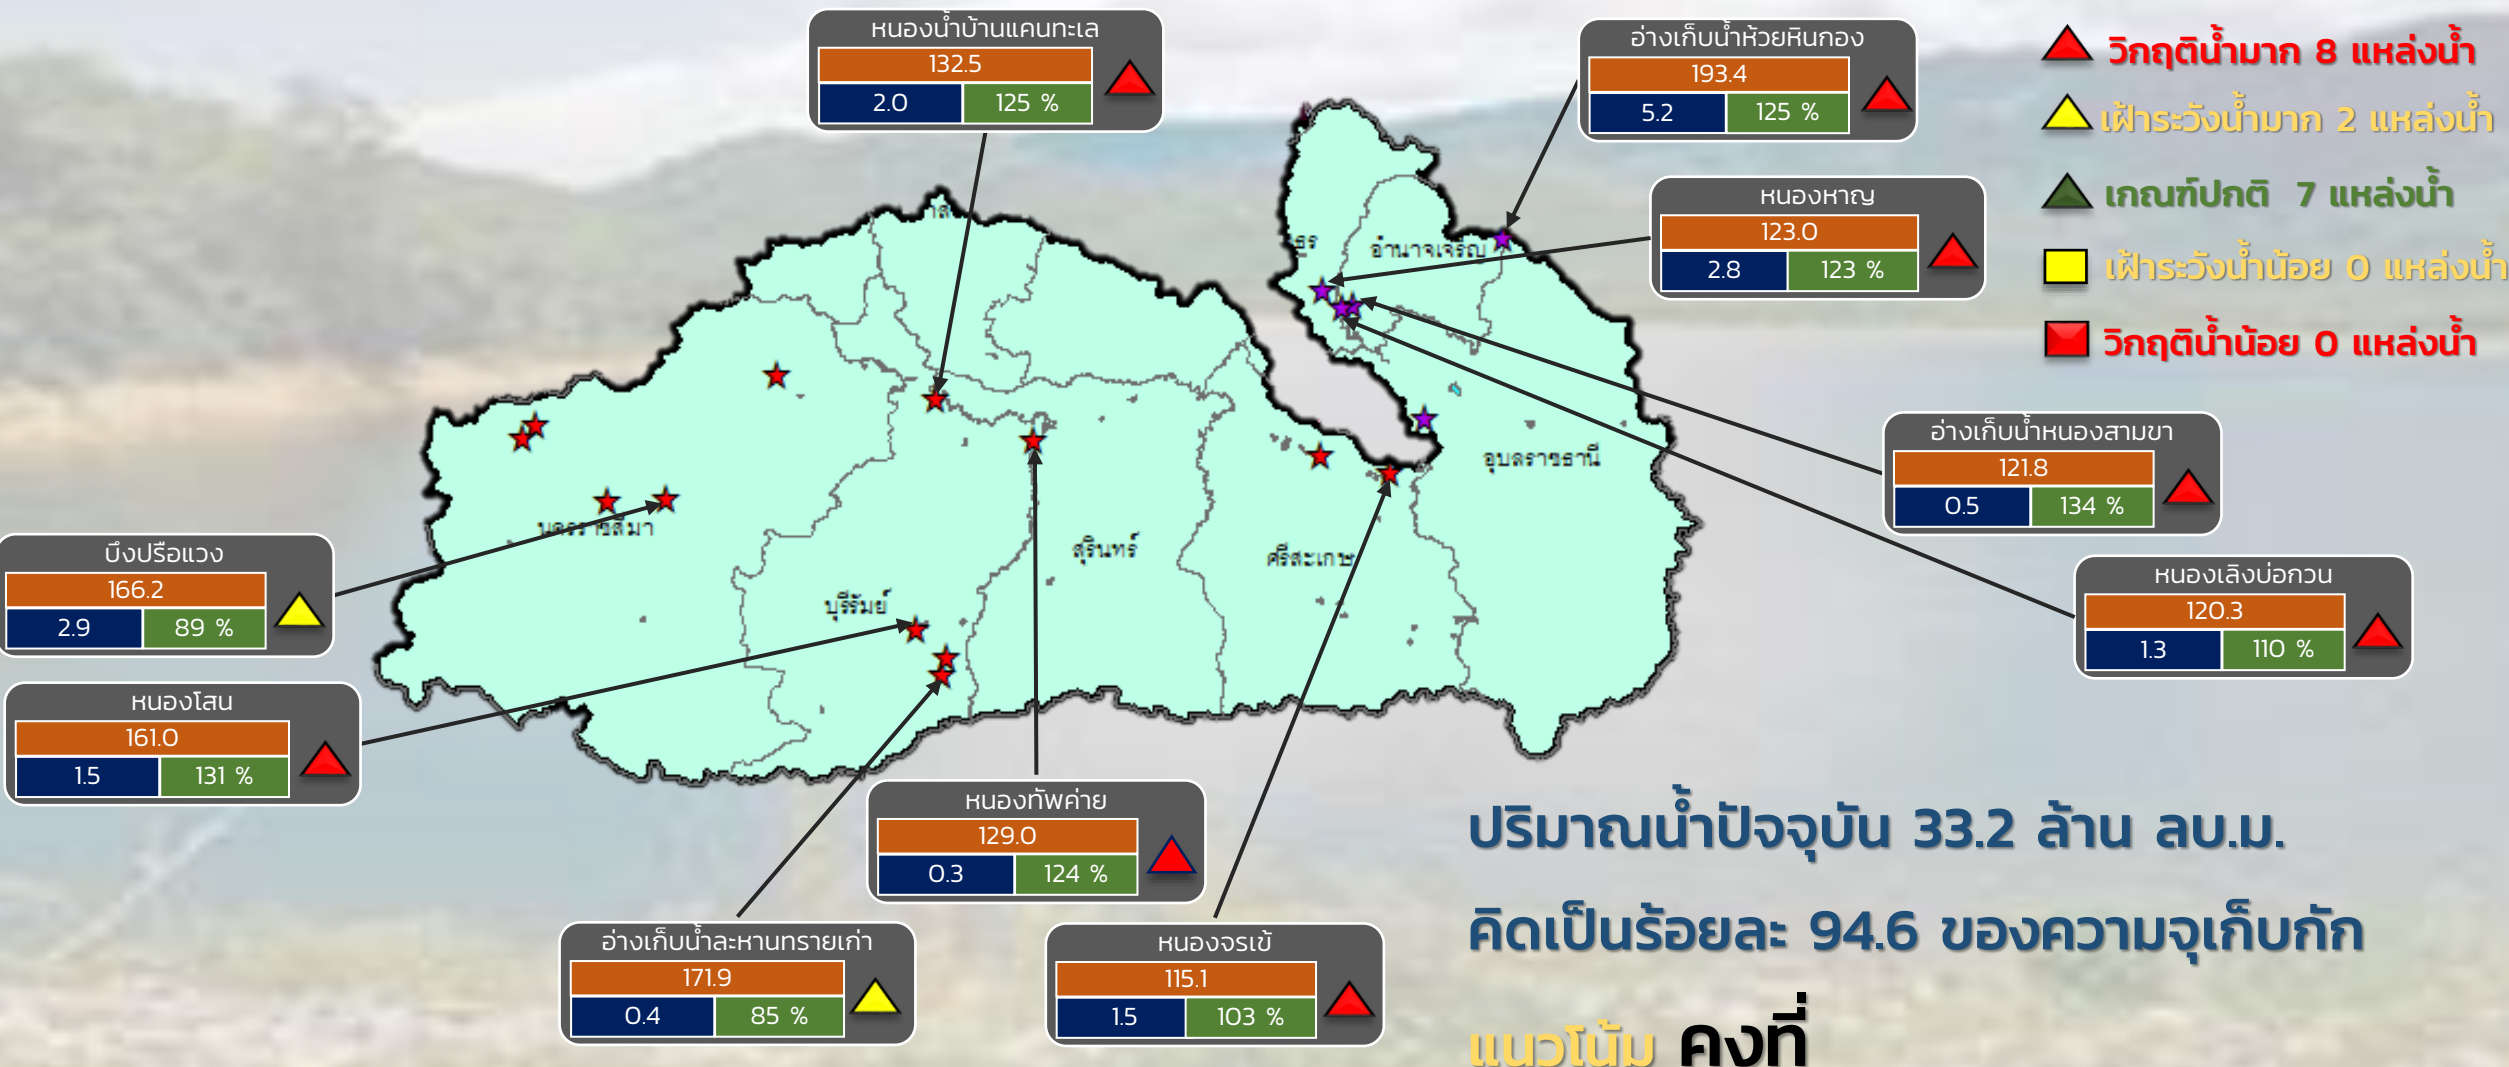 หนองน้ำบ้านแคนทะเล
132.5
2.0 125 %
อ่างเก็บน้ำห้วยหินกอง
193.4
5.2 125 %
หนองหาญ
123.0
2.8 123 %
วิกฤติน้ำมาก 8 แหล่งน้ำ
เฝ้าระวังน้ำมาก 2 แหล่งน้ำ
เกณฑ์ปกติ 7 แหล่งน้ำ
เฝ้าระวังน้ำน้อย 0 แหล่งน้ำ
วิกฤติน้ำน้อย 0 แหล่งน้ำ
อำนาจเจริญ
อุบลราชธานี
นครราชสีมา
สุรินทร์
ศรีสะเกษ
บุรีรัมย์
อ่างเก็บน้ำหนองสามขา
121.8
0.5 134 %
หนองเลิงบ่อกวน
120.3
1.3 110 %
บึงปรือแวง
166.2
2.9 89 %
หนองโสน
161.0
1.5 131 %
หนองทัพค่าย
129.0
0.3 124 %
อ่างเก็บน้ำละหานทรายเก่า
171.9
0.4 85 %
หนองจรเข้
115.1
1.5 103 %
ปริมาณน้ำปัจจุบัน 33.2 ล้าน ลบ.ม.
คิดเป็นร้อยละ 94.6 ของความจุเก็บกัก
แนวโน้ม คงที่